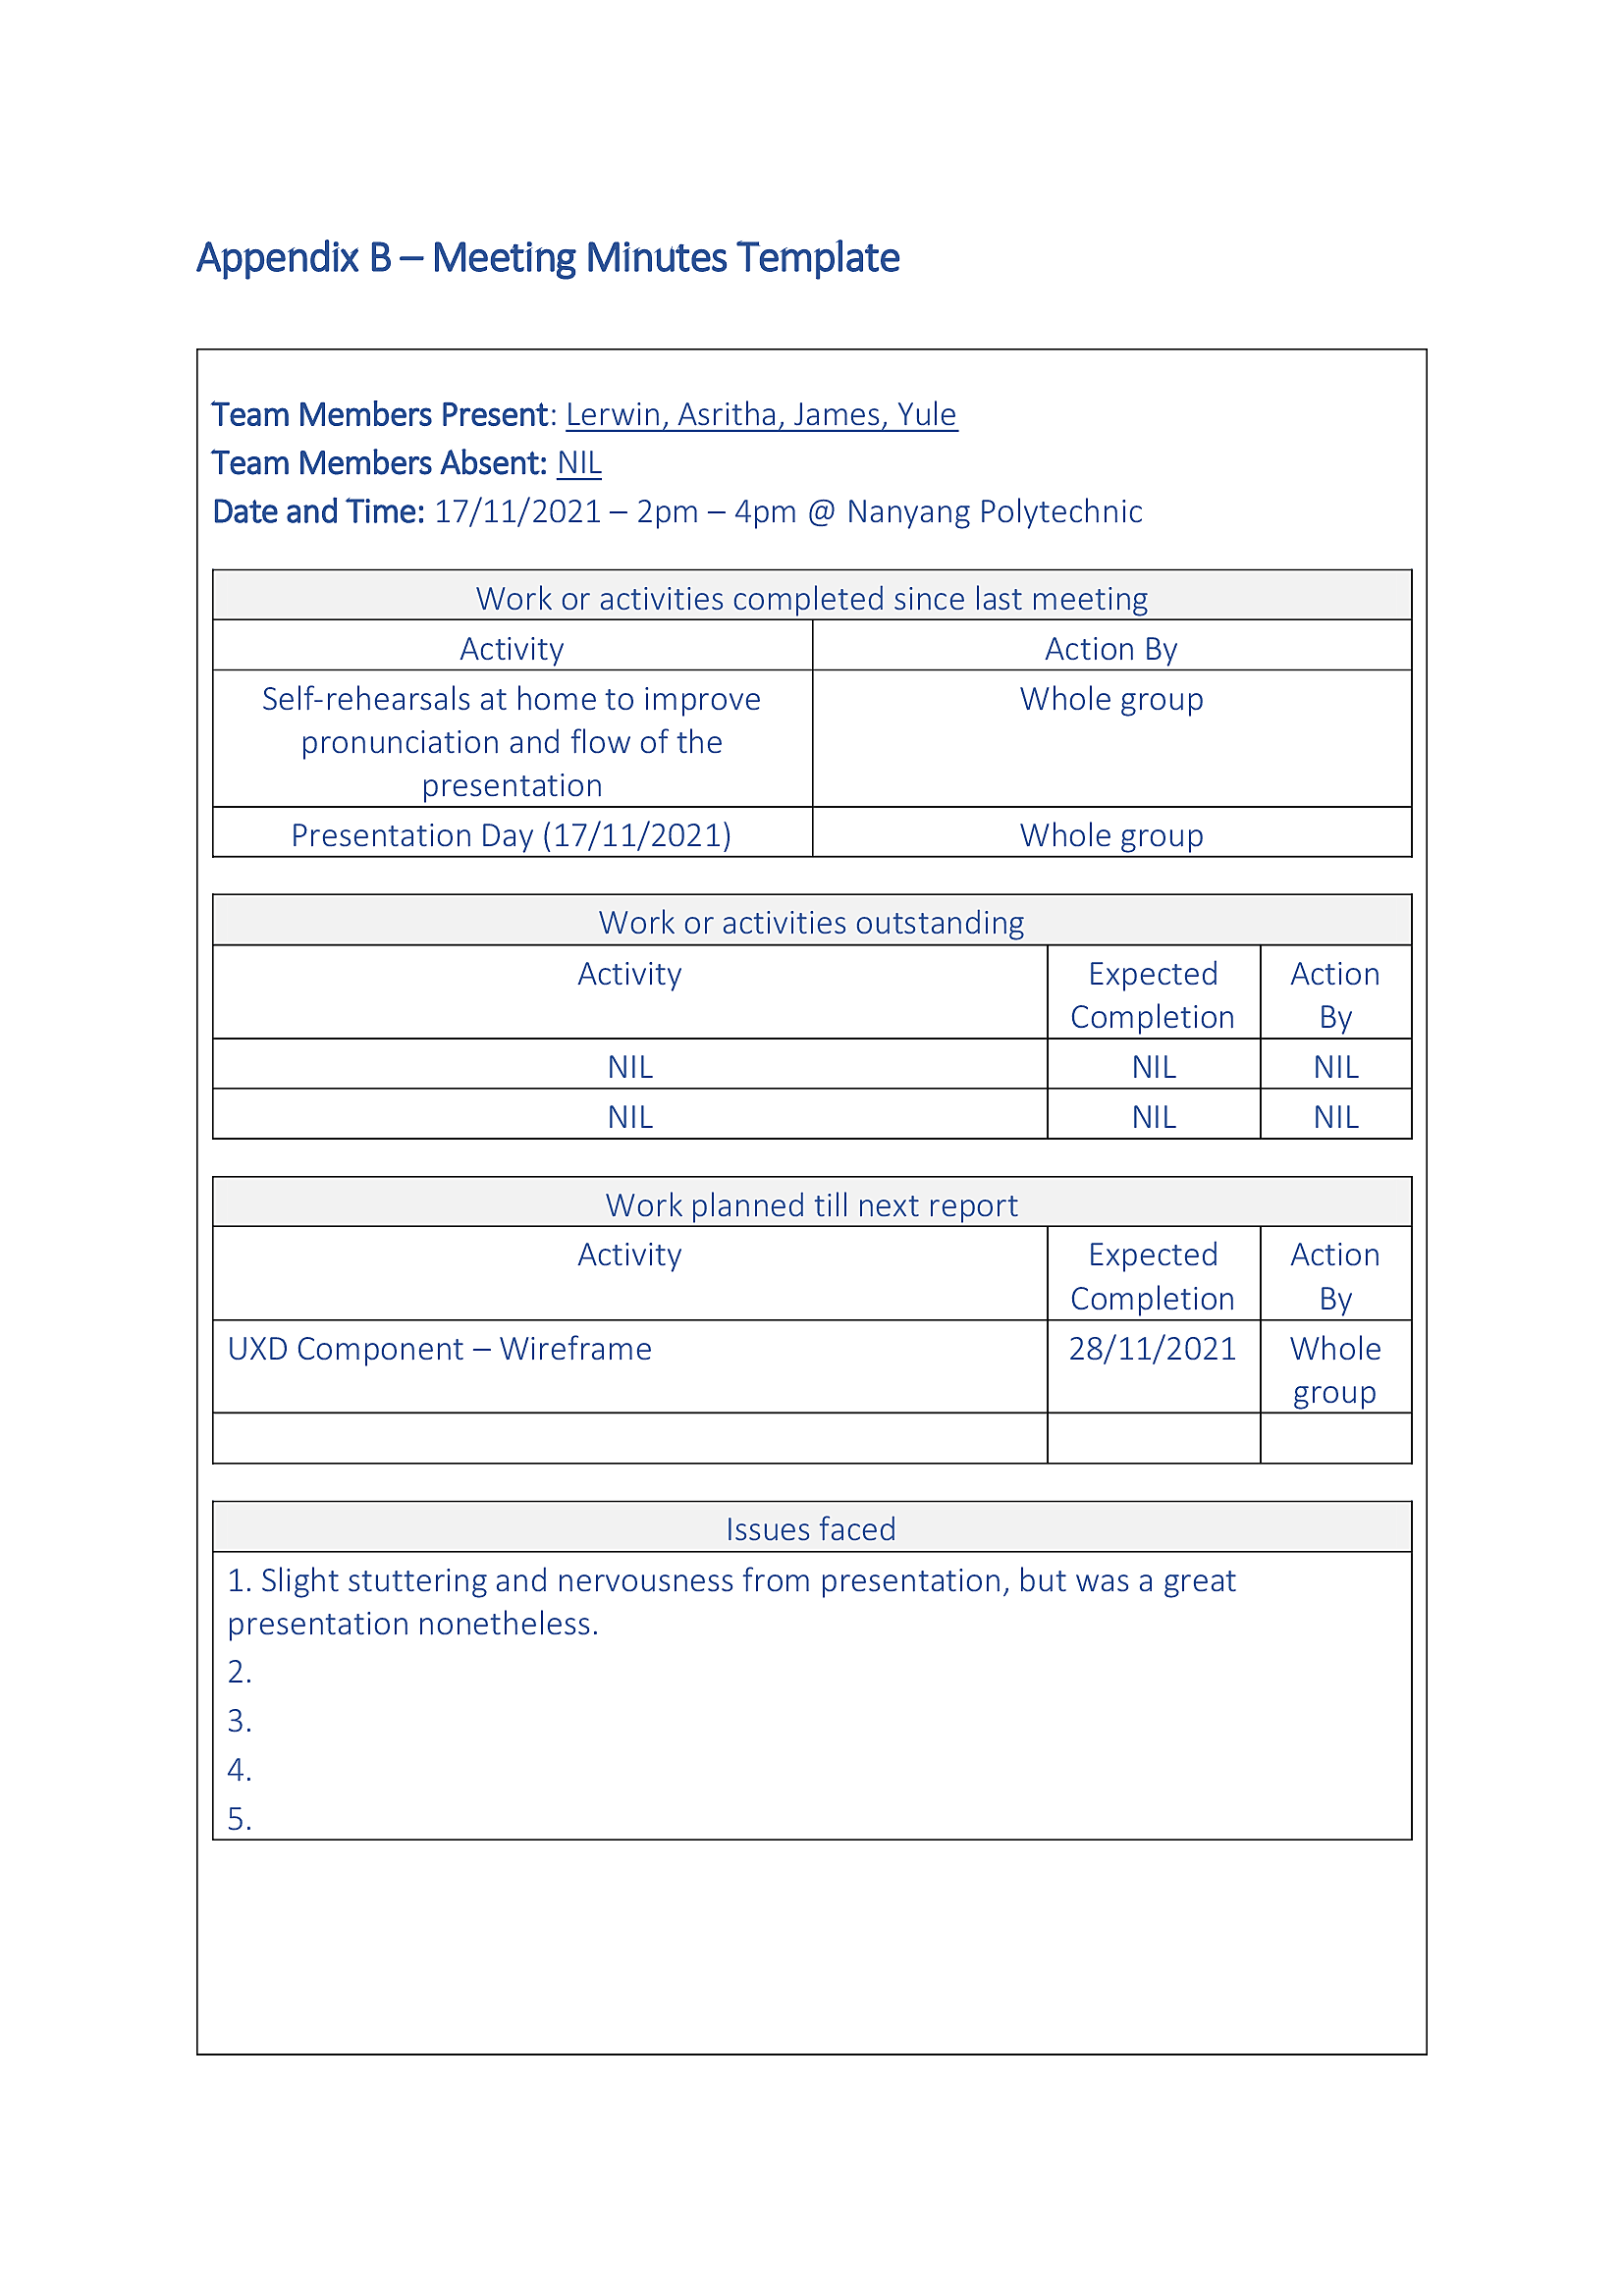 Appendix B – Meeting Minutes Template
Team Members Present: Lerwin, Asritha, James, Yule
Team Members Absent: NIL
Date and Time: 17/11/2021 – 2pm – 4pm @ Nanyang Polytechnic
Work or activities completed since last meeting
Activity Action By
Self-rehearsals at home to improve Whole group
pronunciation and flow of the
presentation
Presentation Day (17/11/2021) Whole group
Work or activities outstanding
Activity Expected Action
Completion By
NIL NIL NIL
NIL NIL NIL
Work planned till next report
Activity Expected Action
Completion By
UXD Component – Wireframe 28/11/2021 Whole
group
Issues faced
1. Slight stuttering and nervousness from presentation, but was a great
presentation nonetheless.
2.
3.
4.
5.